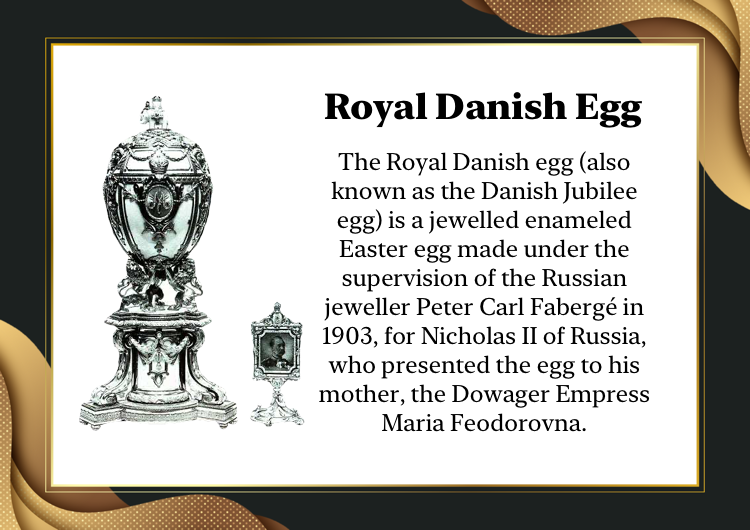 Royal Danish Egg
The Royal Danish egg (also
known as the Danish Jubilee
egg) is a jewelled enameled
Easter egg made under the
supervision of the Russian
jeweller Peter Carl Fabergé in
1903, for Nicholas II of Russia,
who presented the egg to his
mother, the Dowager Empress
Maria Feodorovna.